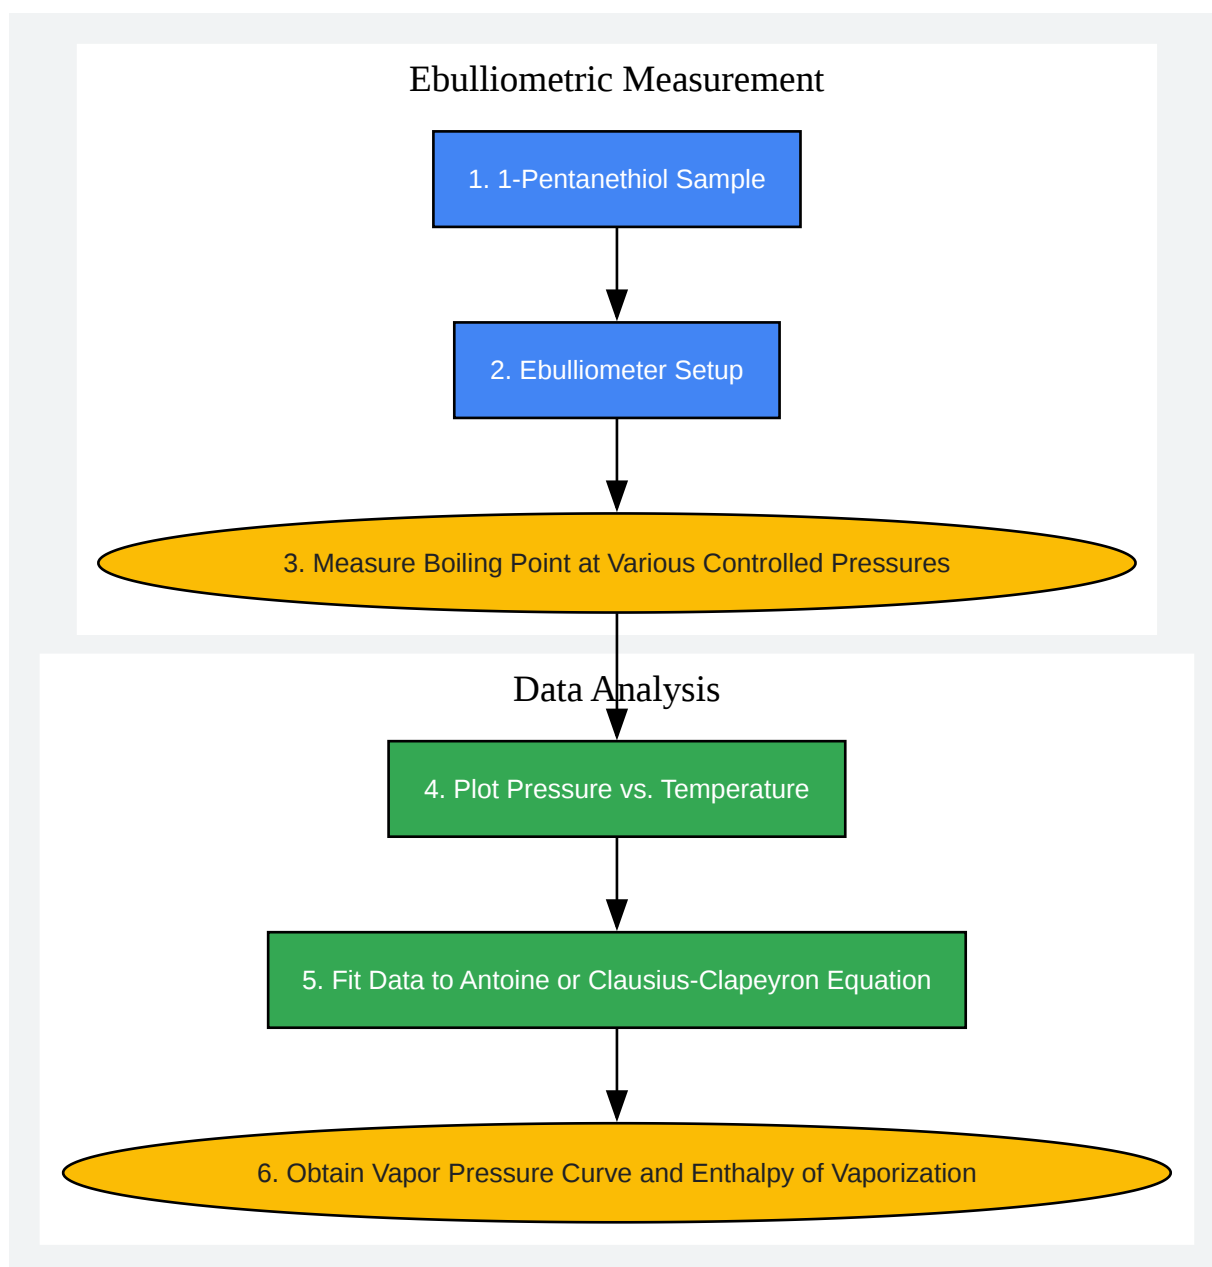 Ebulliometric Measurement
1. 1-Pentanethiol Sample
2. Ebulliometer Setup
3. Measure Boiling Point at Various Controlled Pressures
Data Analysis
4. Plot Pressure vs. Temperature
5. Fit Data to Antoine or Clausius-Clapeyron Equation
6. Obtain Vapor Pressure Curve and Enthalpy of Vaporization